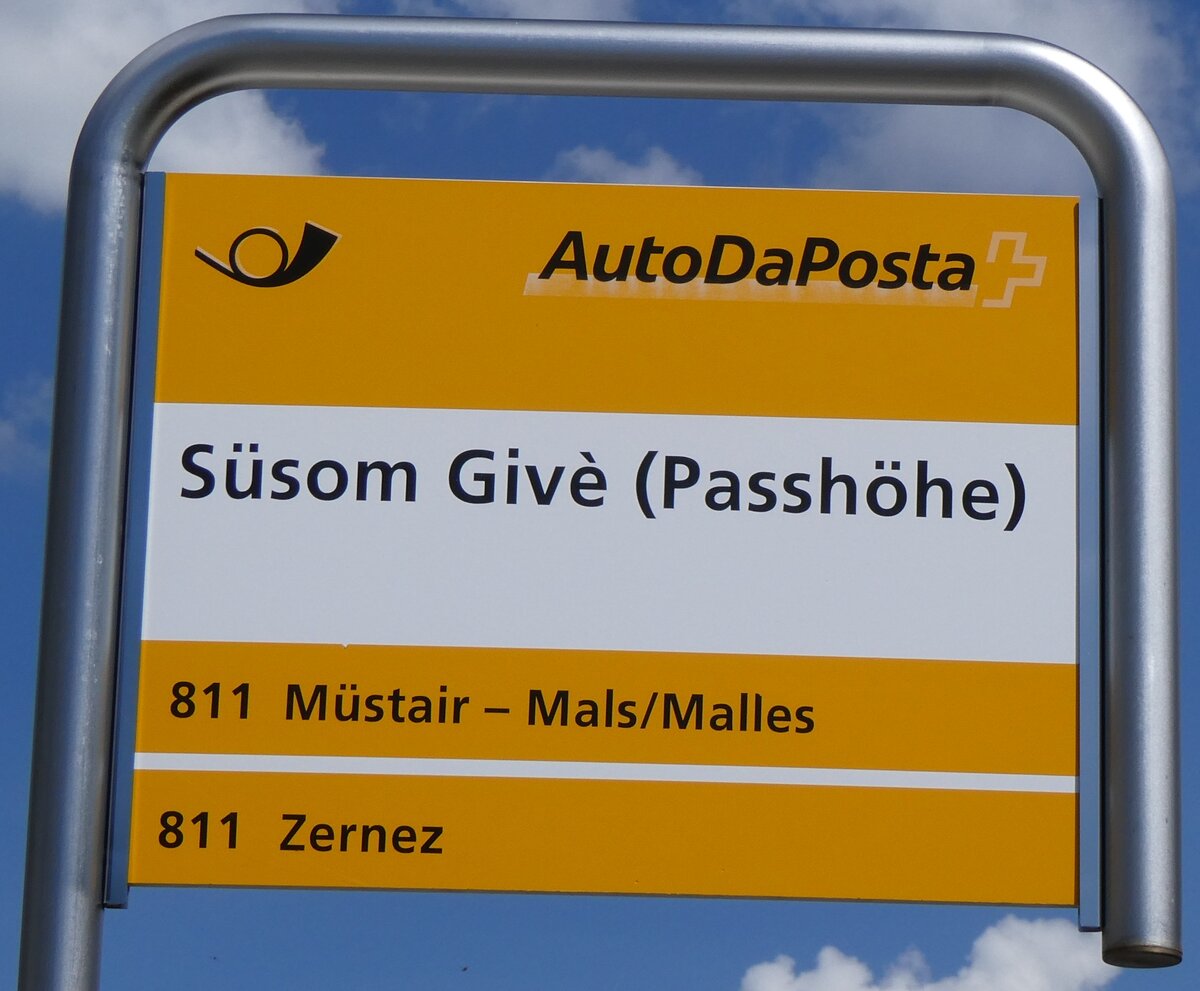 AutoDaPosta
Süsom Givè (Passhöhe)
811 Müstair – Mals/Malles
811 Zernez